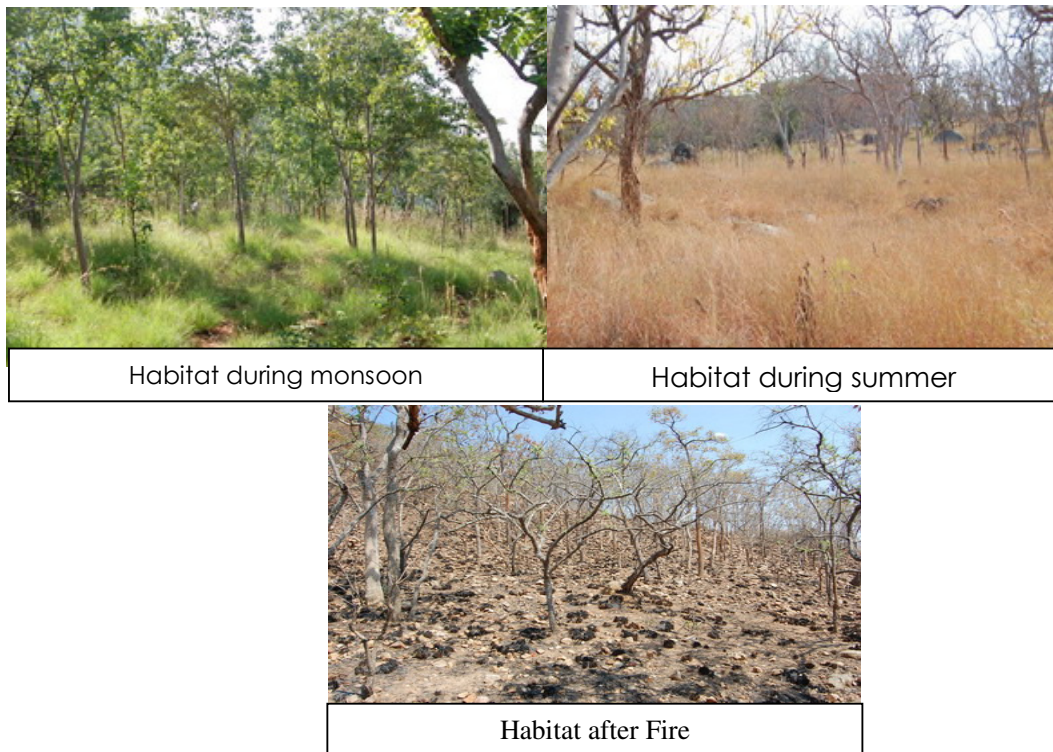 Habitat during monsoon
Habitat during summer
Habitat after Fire